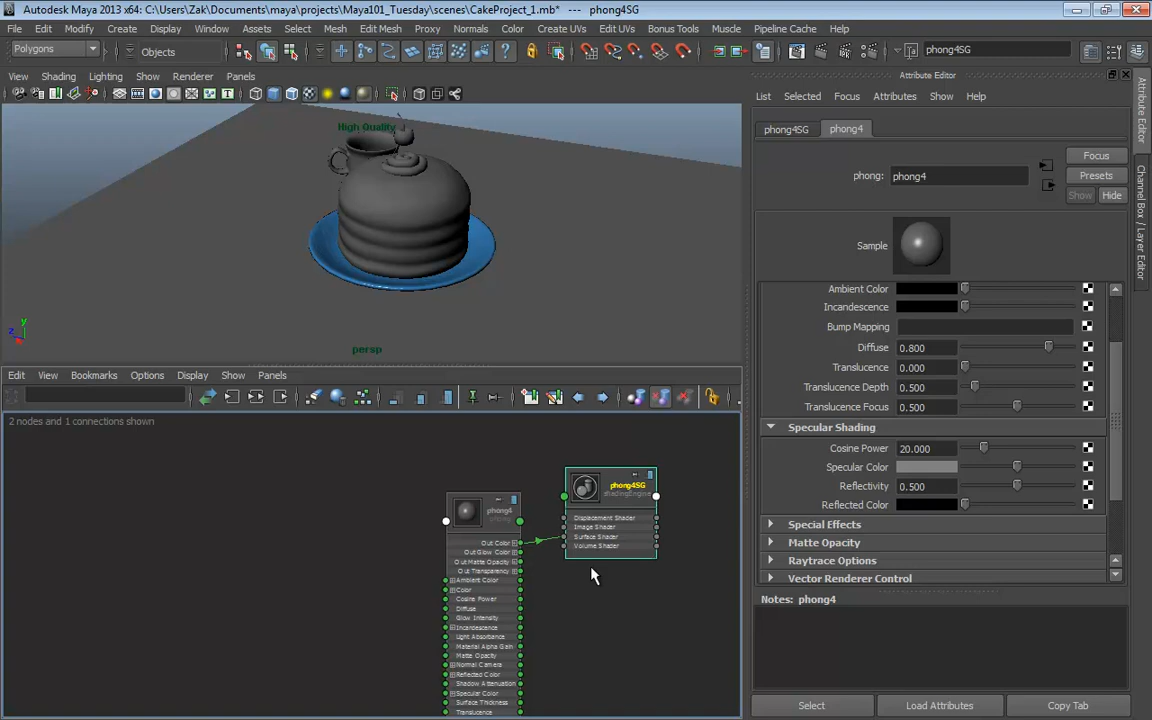 Autodesk Maya 2013 x64: C:\Users\Zak\Documents\maya\projects\Maya101_Tuesday\scenes\CakeProject_1.mb* --- phong4SG
File Edit Modify Create Display Window Assets Select Mesh Edit Mesh Proxy Normals Color Create UVs Edit UVs Bonus Tools Muscle Pipeline Cache Help
Polygons Objects phong4SG
View Shading Lighting Show Renderer Panels
High Quality
y
z
persp
Edit View Bookmarks Options Display Show Panels
2 nodes and 1 connections shown
phong4
phong
Out Color
Out Glow Color
Out Matte Opacity
Out Transparency
Ambient Color
Color
Cosine Power
Diffuse
Glow Intensity
Incandescence
Light Absorbance
Material Alpha Gain
Matte Opacity
Normal Camera
Reflected Color
Shadow Attenuation
Specular Color
Surface Thickness
Translucence
phong4SG
shadingEngine
Displacement Shader
Image Shader
Surface Shader
Volume Shader
Attribute Editor
List Selected Focus Attributes Show Help
phong4SG phong4
phong: phong4
Focus
Presets
Show Hide
Sample
Ambient Color
Incandescence
Bump Mapping
Diffuse 0.800
Translucence 0.000
Translucence Depth 0.500
Translucence Focus 0.500
Specular Shading
Cosine Power 20.000
Specular Color
Reflectivity 0.500
Reflected Color
Special Effects
Matte Opacity
Raytrace Options
Vector Renderer Control
Notes: phong4
Select Load Attributes Copy Tab
Attribute Editor
Channel Box / Layer Editor